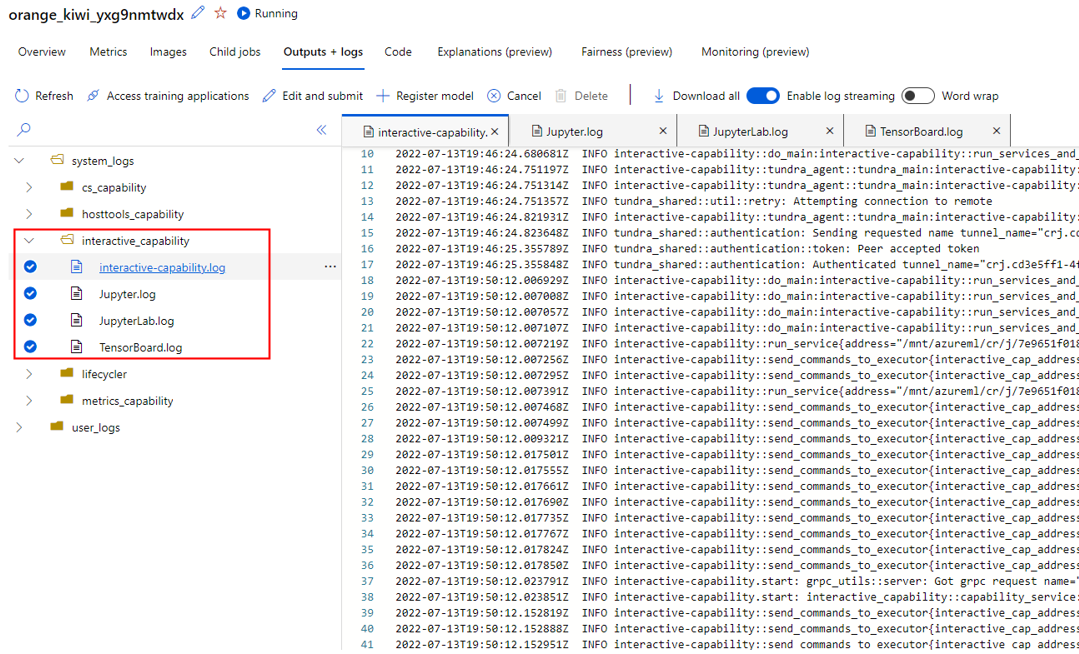 orange_kiwi_yxg9nmtwdx Running
Overview Metrics Images Child jobs Outputs + logs Code Explanations (preview) Fairness (preview) Monitoring (preview)
Refresh Access training applications Edit and submit Register model Cancel Delete Download all Enable log streaming Word wrap
system_logs
cs_capability
hosttools_capability
interactive_capability
interactive-capability.log ...
Jupyter.log
JupyterLab.log
TensorBoard.log
lifecycler
metrics_capability
user_logs
interactive-capability. Jupyter.log JupyterLab.log TensorBoard.log
10 2022-07-13T19:46:24.680681Z INFO interactive-capability::do_main:interactive-capability::run_services_and_
11 2022-07-13T19:46:24.751197Z INFO interactive-capability::tundra_agent::tundra_main:interactive-capability:
12 2022-07-13T19:46:24.751314Z INFO interactive-capability::tundra_agent::tundra_main:interactive-capability:
13 2022-07-13T19:46:24.751357Z INFO tundra_shared::util::retry: Attempting connection to remote
14 2022-07-13T19:46:24.821931Z INFO interactive-capability::tundra_agent::tundra_main:interactive-capability:
15 2022-07-13T19:46:24.823648Z INFO tundra_shared::authentication: Sending requested name tunnel_name="crj.cd
16 2022-07-13T19:46:25.355789Z INFO tundra_shared::authentication::token: Peer accepted token
17 2022-07-13T19:46:25.355848Z INFO tundra_shared::authentication: Authenticated tunnel_name="crj.cd3e5ff1-4f
18 2022-07-13T19:50:12.006929Z INFO interactive-capability::do_main:interactive-capability::run_services_and_
19 2022-07-13T19:50:12.007008Z INFO interactive-capability::do_main:interactive-capability::run_services_and_
20 2022-07-13T19:50:12.007057Z INFO interactive-capability::do_main:interactive-capability::run_services_and_
21 2022-07-13T19:50:12.007107Z INFO interactive-capability::do_main:interactive-capability::run_services_and_
22 2022-07-13T19:50:12.007219Z INFO interactive-capability::run_service{address="/mnt/azureml/cr/j/7e9651f018
23 2022-07-13T19:50:12.007256Z INFO interactive-capability::send_commands_to_executor{interactive_cap_address
24 2022-07-13T19:50:12.007295Z INFO interactive-capability::send_commands_to_executor{interactive_cap_address
25 2022-07-13T19:50:12.007391Z INFO interactive-capability::run_service{address="/mnt/azureml/cr/j/7e9651f018
26 2022-07-13T19:50:12.007468Z INFO interactive-capability::send_commands_to_executor{interactive_cap_address
27 2022-07-13T19:50:12.007499Z INFO interactive-capability::send_commands_to_executor{interactive_cap_address
28 2022-07-13T19:50:12.009321Z INFO interactive-capability::send_commands_to_executor{interactive_cap_address
29 2022-07-13T19:50:12.017501Z INFO interactive-capability::send_commands_to_executor{interactive_cap_address
30 2022-07-13T19:50:12.017555Z INFO interactive-capability::send_commands_to_executor{interactive_cap_address
31 2022-07-13T19:50:12.017661Z INFO interactive-capability::send_commands_to_executor{interactive_cap_address
32 2022-07-13T19:50:12.017690Z INFO interactive-capability::send_commands_to_executor{interactive_cap_address
33 2022-07-13T19:50:12.017735Z INFO interactive-capability::send_commands_to_executor{interactive_cap_address
34 2022-07-13T19:50:12.017767Z INFO interactive-capability::send_commands_to_executor{interactive_cap_address
35 2022-07-13T19:50:12.017824Z INFO interactive-capability::send_commands_to_executor{interactive_cap_address
36 2022-07-13T19:50:12.017850Z INFO interactive-capability::send_commands_to_executor{interactive_cap_address
37 2022-07-13T19:50:12.023791Z INFO interactive-capability.start: grpc_utils::server: Got grpc request name="
38 2022-07-13T19:50:12.023851Z INFO interactive-capability.start: interactive_capability::capability_service:
39 2022-07-13T19:50:12.152819Z INFO interactive-capability::send_commands_to_executor{interactive_cap_address
40 2022-07-13T19:50:12.152888Z INFO interactive-capability::send_commands_to_executor{interactive_cap_address
41 2022-07-13T19:50:12.152951Z INFO interactive-capability::send_commands_to_executor{interactive_cap_address